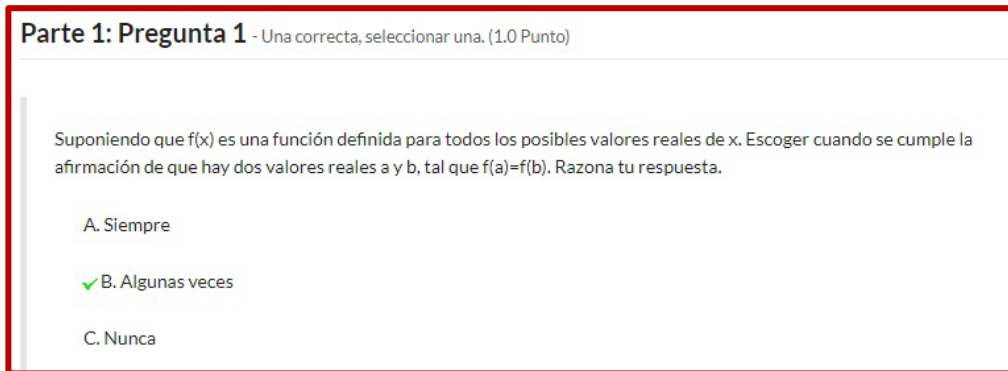 Parte 1: Pregunta 1 - Una correcta, seleccionar una. (1.0 Punto)
Suponiendo que f(x) es una función definida para todos los posibles valores reales de x. Escoger cuando se cumple la
afirmación de que hay dos valores reales a y b, tal que f(a)=f(b). Razona tu respuesta.
A. Siempre
B. Algunas veces
C. Nunca